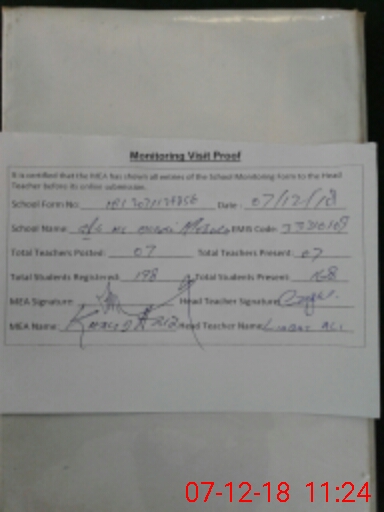 Monitoring Visit Proof
It is certified that the MEA has shown all entries of the School Monitoring Form to the Head
Teacher before its online submission.
School Form No: Date: 07/12/18
School Name: EMIS Code:
Total Teachers Posted: 07 Total Teachers Present: 07
Total Students Registered: 198 Total Students Present: 168
MEA Signature: Head Teacher Signature:
MEA Name: Head Teacher Name: Liaqat Ali
07-12-18 11:24